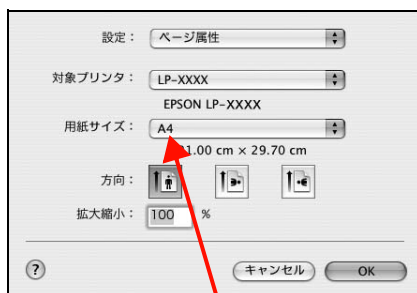 設定： ページ属性
対象プリンタ： LP-XXXX
EPSON LP-XXXX
用紙サイズ： A4
1.00 cm × 29.70 cm
方向：
拡大縮小： 100 %
? キャンセル OK